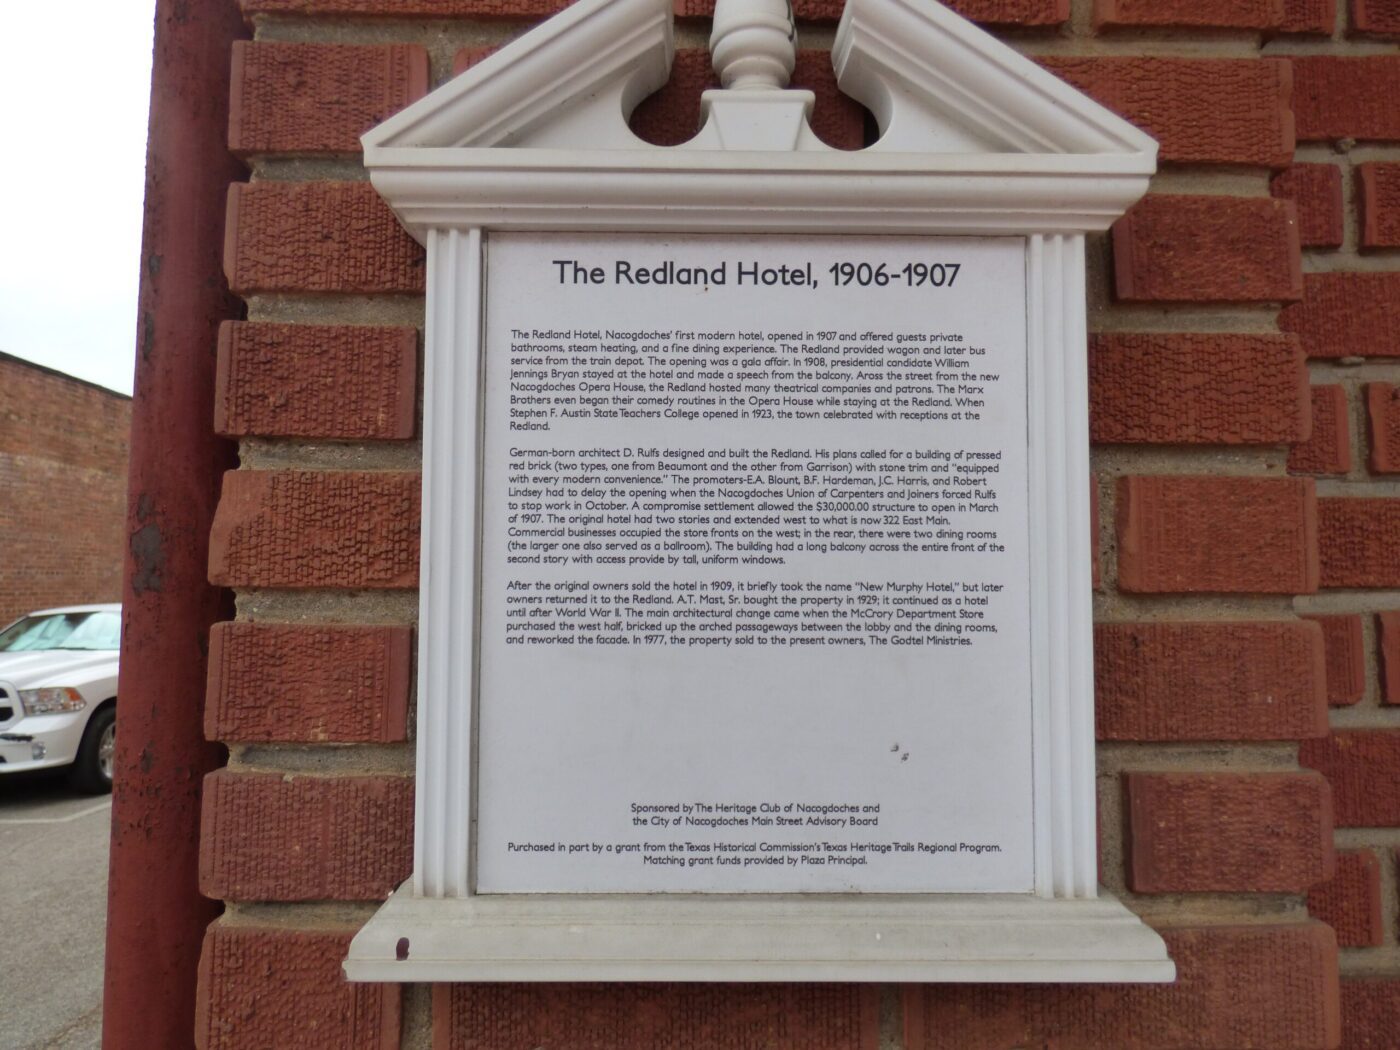 The Redland Hotel, 1906-1907
The Redland Hotel, Nacogdoches' first modern hotel, opened in 1907 and offered guests private
bathrooms, steam heating, and a fine dining experience. The Redland provided wagon and later bus
service from the train depot. The opening was a gala affair. In 1908, presidential candidate William
Jennings Bryan stayed at the hotel and made a speech from the balcony. Aross the street from the new
Nacogdoches Opera House, the Redland hosted many theatrical companies and patrons. The Marx
Brothers even began their comedy routines in the Opera House while staying at the Redland. When
Stephen F. Austin State Teachers College opened in 1923, the town celebrated with receptions at the
Redland.
German-born architect D. Rulfs designed and built the Redland. His plans called for a building of pressed
red brick (two types, one from Beaumont and the other from Garrison) with stone trim and "equipped
with every modern convenience." The promoters-E.A. Blount, B.F. Hardeman, J.C. Harris, and Robert
Lindsey had to delay the opening when the Nacogdoches Union of Carpenters and Joiners forced Rulfs
to stop work in October. A compromise settlement allowed the $30,000.00 structure to open in March
of 1907. The original hotel had two stories and extended west to what is now 322 East Main.
Commercial businesses occupied the store fronts on the west; in the rear, there were two dining rooms
(the larger one also served as a ballroom). The building had a long balcony across the entire front of the
second story with access provide by tall, uniform windows.
After the original owners sold the hotel in 1909, it briefly took the name "New Murphy Hotel," but later
owners returned it to the Redland. A.T. Mast, Sr. bought the property in 1929; it continued as a hotel
until after World War II. The main architectural change came when the McCrory Department Store
purchased the west half, bricked up the arched passageways between the lobby and the dining rooms,
and reworked the facade. In 1977, the property sold to the present owners, The Godtel Ministries.
Sponsored by The Heritage Club of Nacogdoches and
the City of Nacogdoches Main Street Advisory Board
Purchased in part by a grant from the Texas Historical Commission's Texas Heritage Trails Regional Program.
Matching grant funds provided by Plaza Principal.